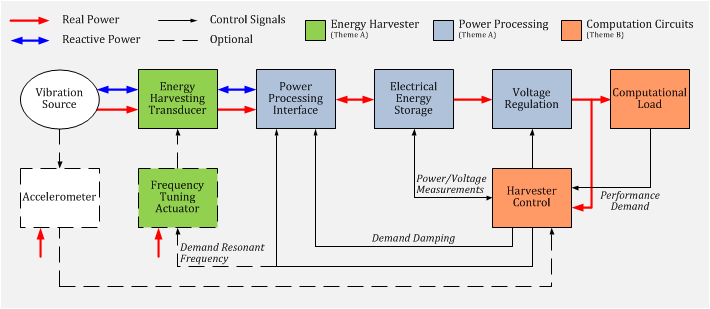 Real Power
Control Signals
Energy Harvester
(Theme A)
Power Processing
(Theme A)
Computation Circuits
(Theme B)
Reactive Power
Optional
Vibration
Source
Energy
Harvesting
Transducer
Power
Processing
Interface
Electrical
Energy
Storage
Voltage
Regulation
Computational
Load
Accelerometer
Frequency
Tuning
Actuator
Power/Voltage
Measurements
Harvester
Control
Performance
Demand
Demand Resonant
Frequency
Demand Damping